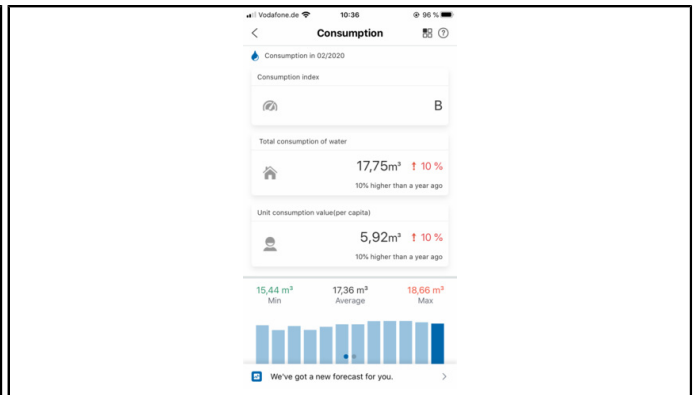 Vodafone.de 10:36 96 %
Consumption
Consumption in 02/2020
Consumption index
B
Total consumption of water
17,75m³ ↑ 10 %
10% higher than a year ago
Unit consumption value(per capita)
5,92m³ ↑ 10 %
10% higher than a year ago
15,44 m³ 17,36 m³ 18,66 m³
Min Average Max
We've got a new forecast for you.